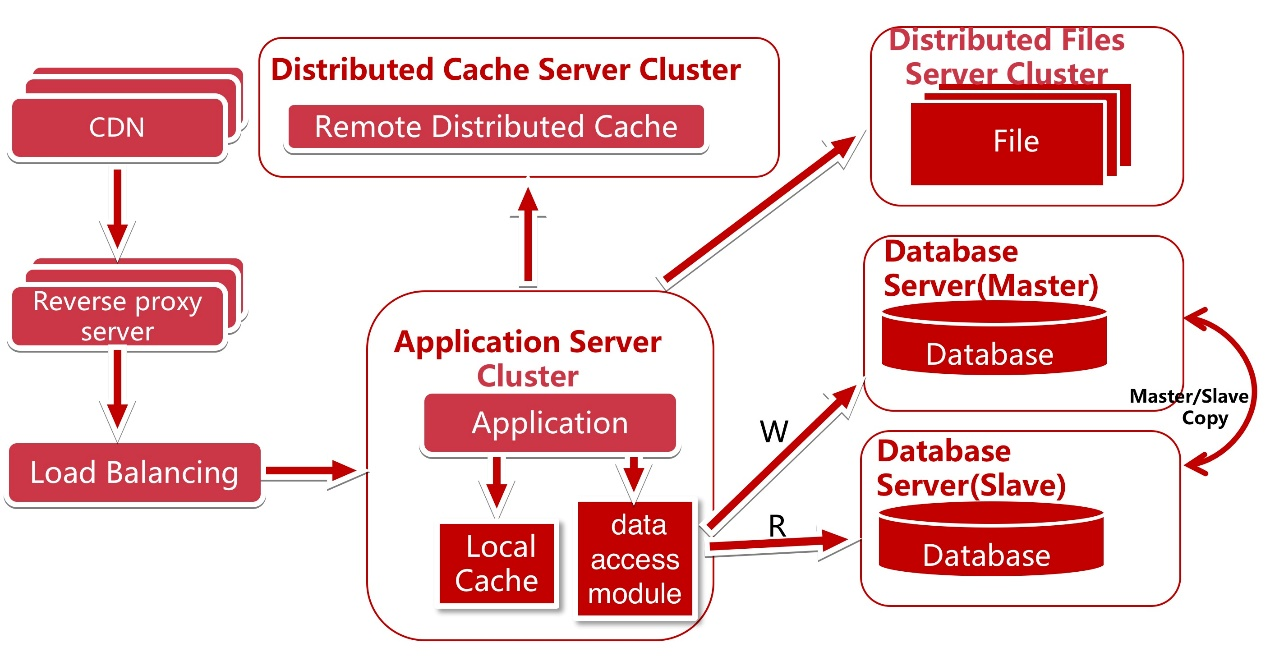 CDN
Reverse proxy
server
Load Balancing
Distributed Cache Server Cluster
Remote Distributed Cache
Application Server
Cluster
Application
Local
Cache
data
access
module
W
R
Distributed Files
Server Cluster
File
Database
Server(Master)
Database
Master/Slave
Copy
Database
Server(Slave)
Database